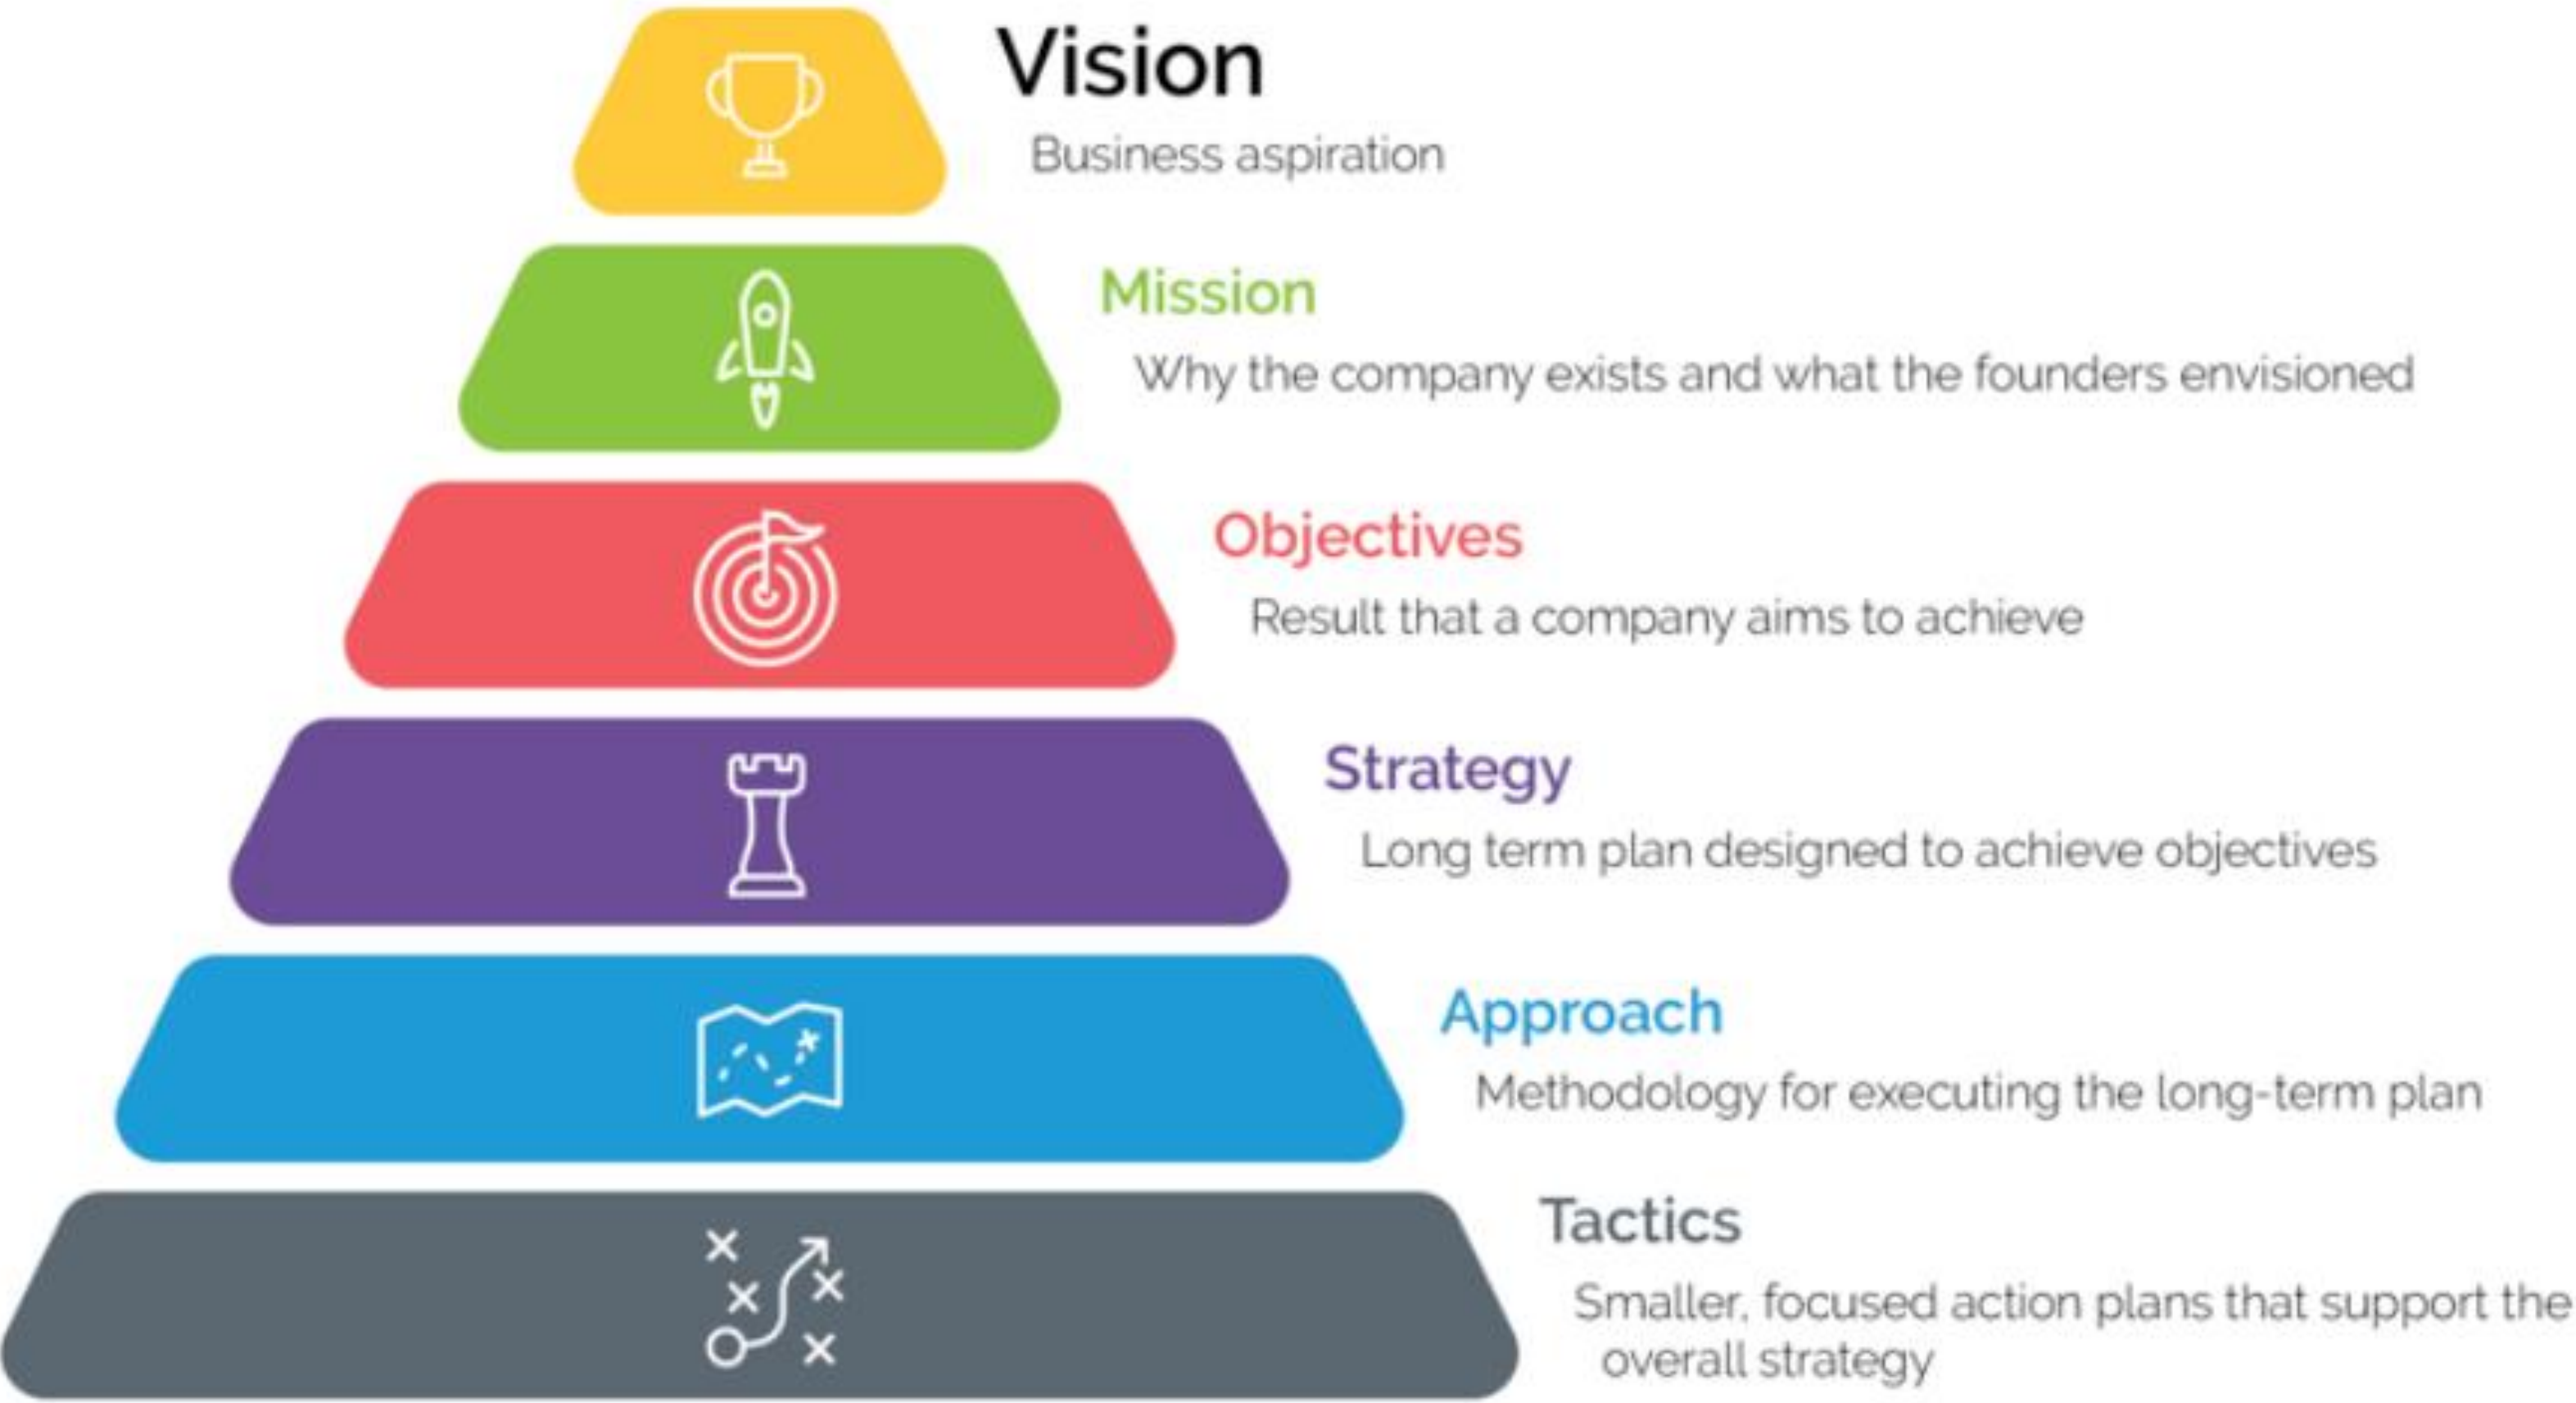 Vision
Business aspiration
Mission
Why the company exists and what the founders envisioned
Objectives
Result that a company aims to achieve
Strategy
Long term plan designed to achieve objectives
Approach
Methodology for executing the long-term plan
Tactics
Smaller, focused action plans that support the
overall strategy